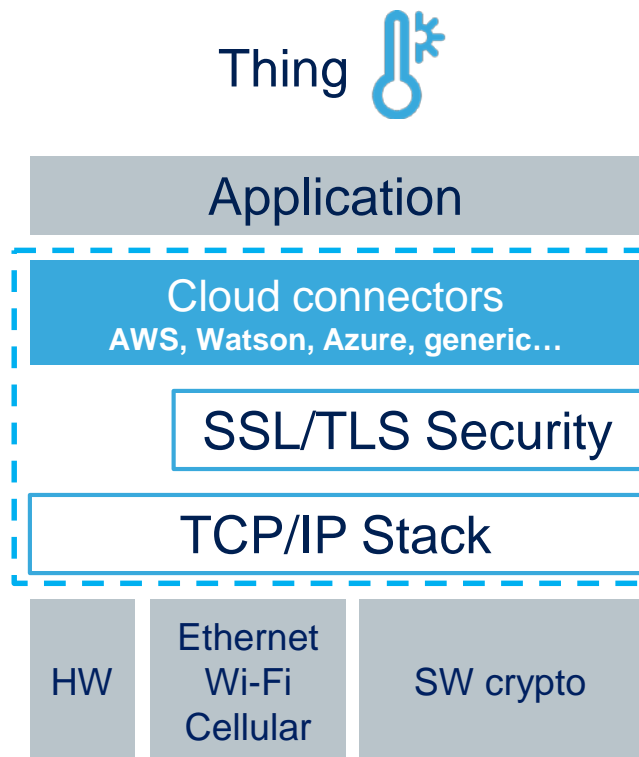 Thing
Application
Cloud connectors
AWS, Watson, Azure, generic…
SSL/TLS Security
TCP/IP Stack
HW
Ethernet
Wi-Fi
Cellular
SW crypto